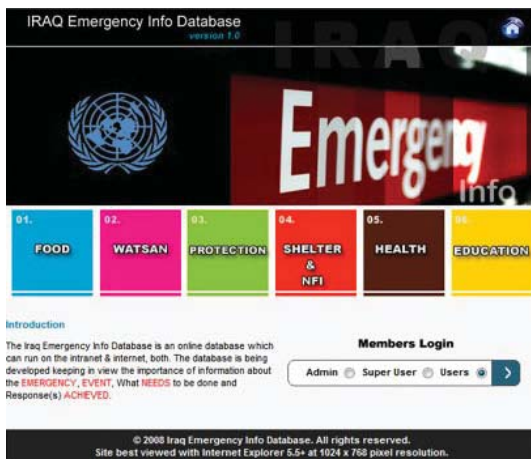 IRAQ Emergency Info Database
version 1.0
IRAQ
Emergency
Info
01.
FOOD
02.
WATSAN
03.
PROTECTION
04.
SHELTER
&
NFI
05.
HEALTH
06.
EDUCATION
Introduction
The Iraq Emergency Info Database is an online database which
can run on the intranet & internet, both. The database is being
developed keeping in view the importance of information about
the EMERGENCY, EVENT, What NEEDS to be done and
Response(s) ACHIEVED.
Members Login
Admin Super User Users
© 2008 Iraq Emergency Info Database. All rights reserved.
Site best viewed with Internet Explorer 5.5+ at 1024 x 768 pixel resolution.